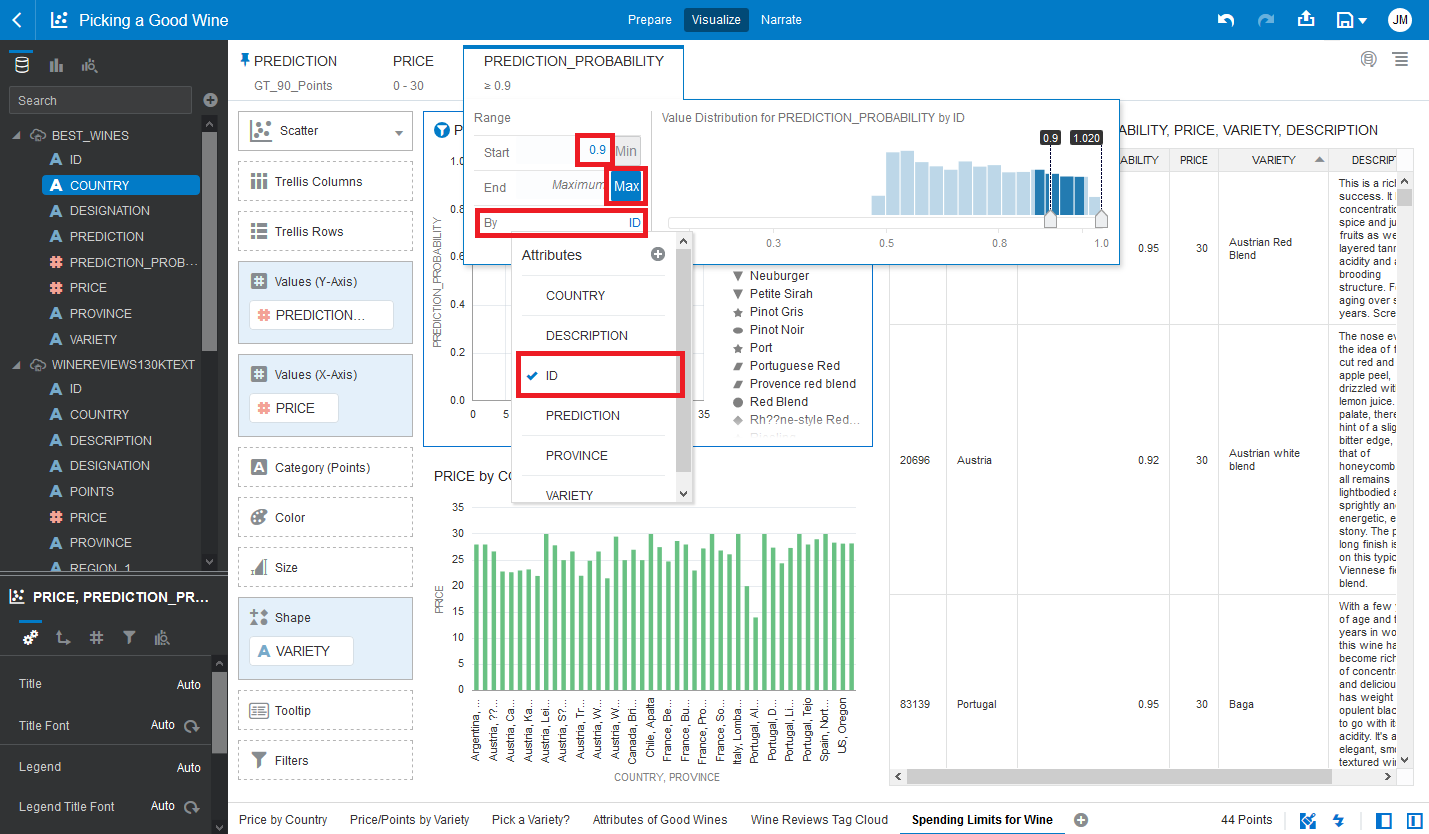 Picking a Good Wine
Prepare
Visualize
Narrate
JM
Search
BEST_WINES
A ID
A COUNTRY
A DESIGNATION
A PREDICTION
# PREDICTION_PROB...
# PRICE
A PROVINCE
A VARIETY
WINEREVIEWS130KTEXT
A ID
A COUNTRY
A DESCRIPTION
A DESIGNATION
A POINTS
# PRICE
A PROVINCE
A REGION_1
PRICE, PREDICTION_PR...
Title Auto
Title Font Auto
Legend Auto
Legend Title Font Auto
PREDICTION
GT_90_Points
PRICE
0 - 30
PREDICTION_PROBABILITY
≥ 0.9
Range
Start 0.9 Min
End Maximum Max
By ID
Value Distribution for PREDICTION_PROBABILITY by ID
0.9 1.020
0.3 0.5 0.8 1.0
Attributes
COUNTRY
DESCRIPTION
ID
PREDICTION
PROVINCE
VARIETY
Scatter
Trellis Columns
Trellis Rows
Values (Y-Axis)
# PREDICTION...
Values (X-Axis)
# PRICE
A Category (Points)
Color
Size
Shape
A VARIETY
Tooltip
Filters
P
1.0
0.8
0.6
0.4
0.2
0.0
PREDICTION_PROBABILITY
0 5 35
Neuburger
Petite Sirah
Pinot Gris
Pinot Noir
Port
Portuguese Red
Provence red blend
Red Blend
Rh??ne-style Red...
PRICE by CO
35
30
25
20
15
10
5
0
PRICE
Argentina, ...
Austria, ??...
Austria, Ca...
Austria, Ka...
Austria, Lei...
Austria, S?...
Austria, Tr...
Austria, W...
Austria, W...
Canada, Bri...
Chile, Apalta
France, Be...
France, Bu...
France, Pro...
France, So...
Italy, Lomba...
Portugal, Al...
Portugal, D...
Portugal, Li...
Portugal, Tejo
Spain, Nort...
US, Oregon
COUNTRY, PROVINCE
ABILITY, PRICE, VARIETY, DESCRIPTION
ABILITY PRICE VARIETY DESCRIPT
0.95 30 Austrian Red
Blend
This is a rich
success. It
concentratio
spice and ju
fruits as we
layered tann
acidity and a
brooding
structure. F
aging over s
years. Scre
20696 Austria 0.92 30 Austrian white
blend
The nose ev
the idea of f
cut red and
apple peel,
drizzled wit
lemon juice.
palate, there
hint of a slig
bitter edge,
that of
honeycomb
all remains
lightbodied a
sprightly and
energetic, e
stony. The p
long finish is
on this typic
Viennese fie
blend.
83139 Portugal 0.95 30 Baga
With a few
of age and f
years in wo
this wine ha
become rich
of concentra
and deliciou
has weight
opulent blac
to go with it
acidity. It's a
elegant, smo
textured wi
Price by Country
Price/Points by Variety
Pick a Variety?
Attributes of Good Wines
Wine Reviews Tag Cloud
Spending Limits for Wine
44 Points